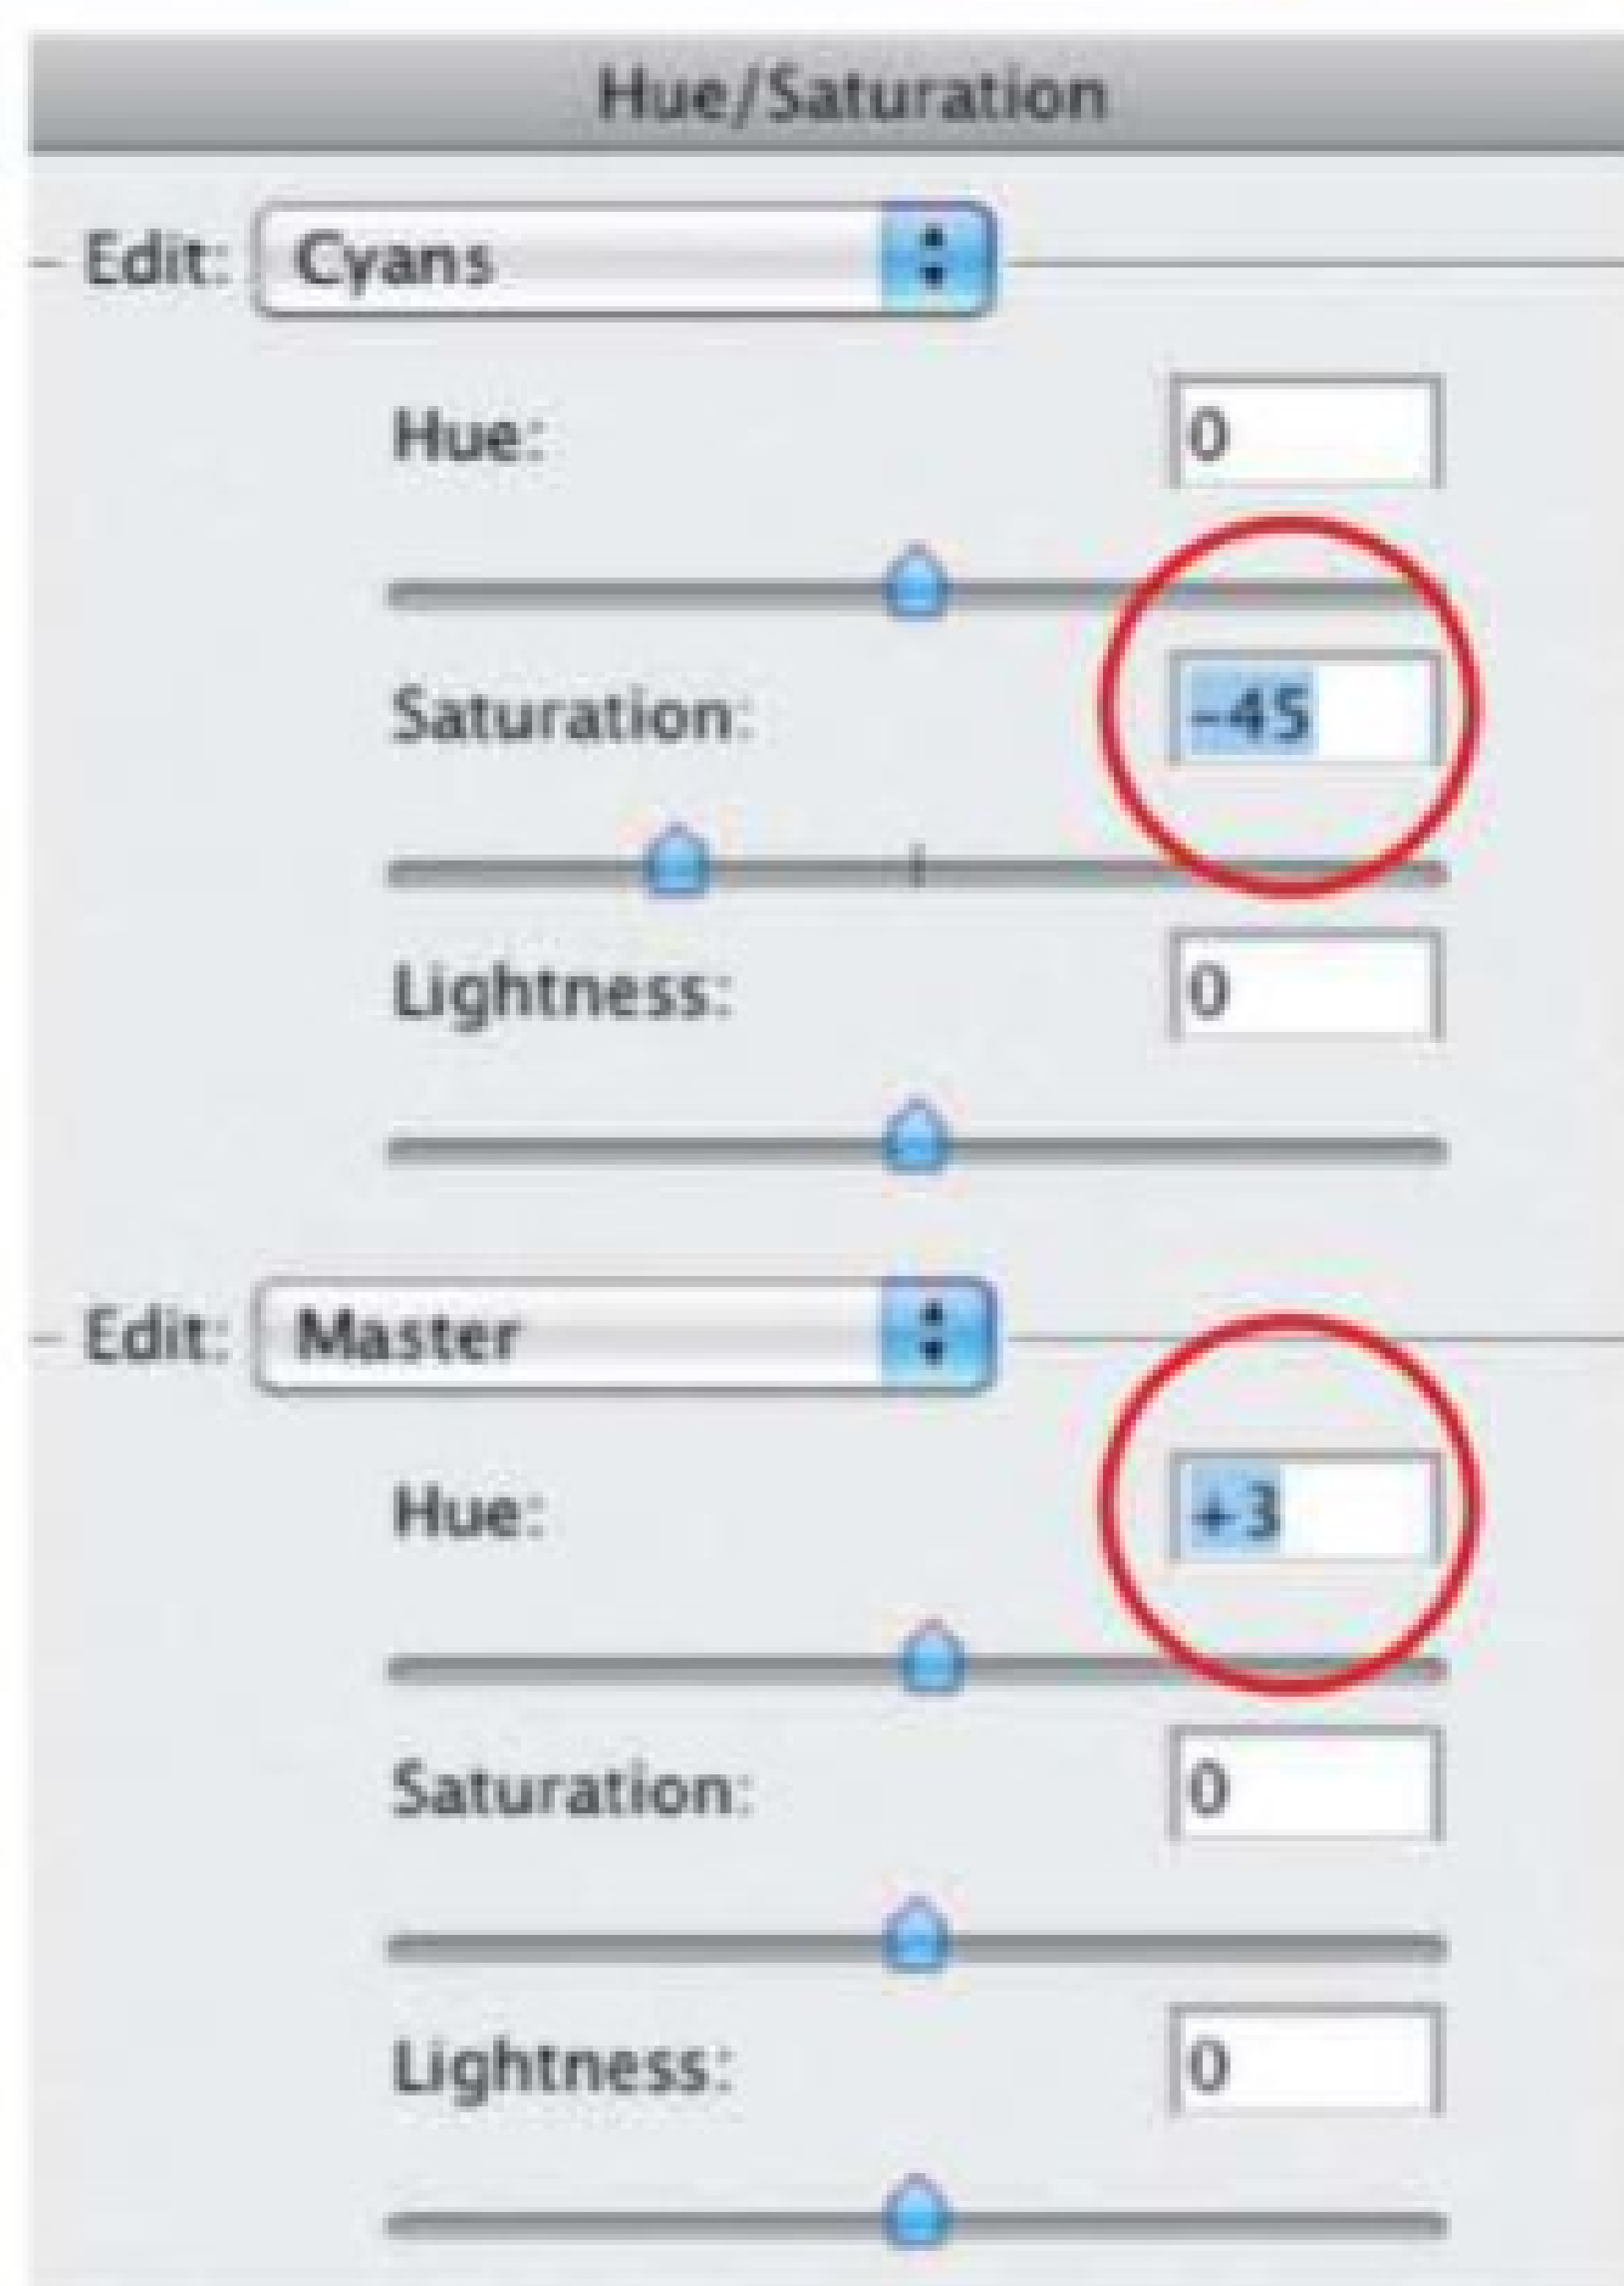 Hue/Saturation
Edit: Cyans
Hue: 0
Saturation: -45
Lightness: 0
Edit: Master
Hue: +3
Saturation: 0
Lightness: 0